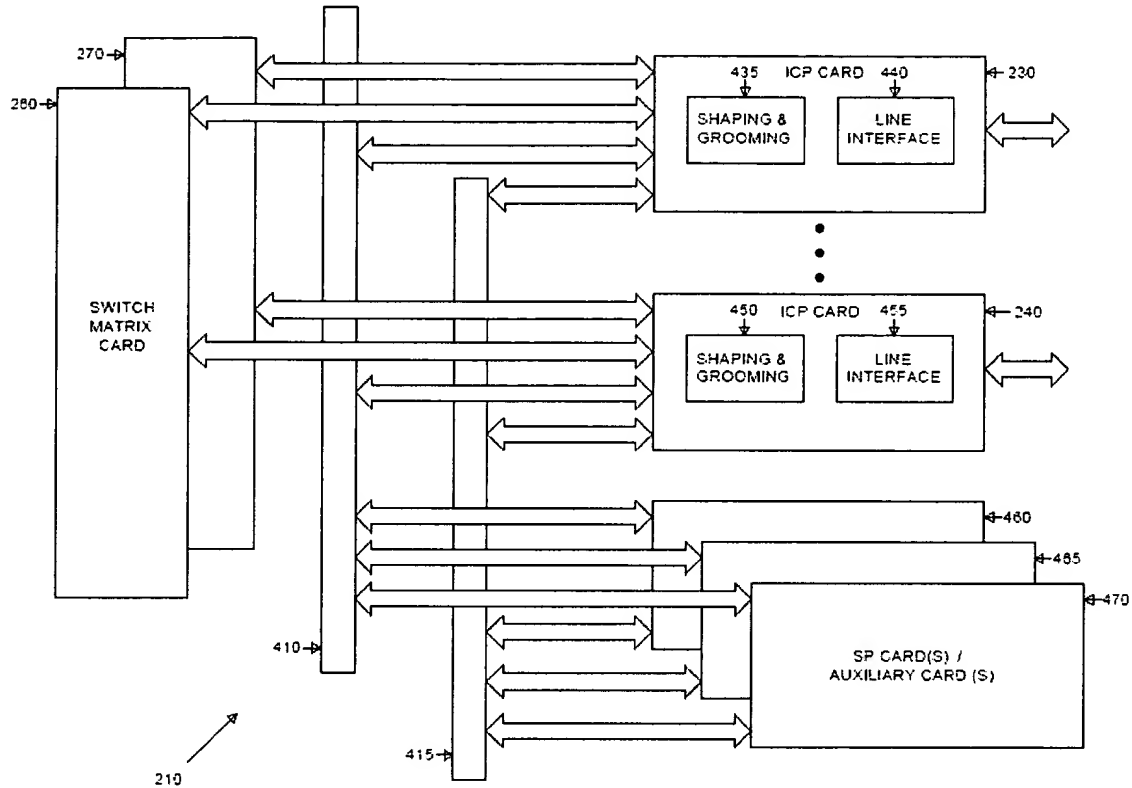 270
260
435
ICP CARD
440
230
SHAPING &
GROOMING
LINE
INTERFACE
SWITCH
MATRIX
CARD
ICP CARD
450
455
240
SHAPING &
GROOMING
LINE
INTERFACE
460
465
470
410
SP CARD(S) /
AUXILIARY CARD (S)
415
210